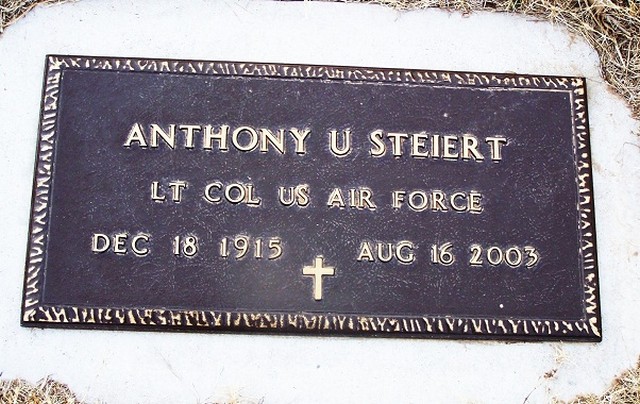 ANTHONY U STEIERT
LT COL US AIR FORCE
DEC 18 1915 AUG 16 2003